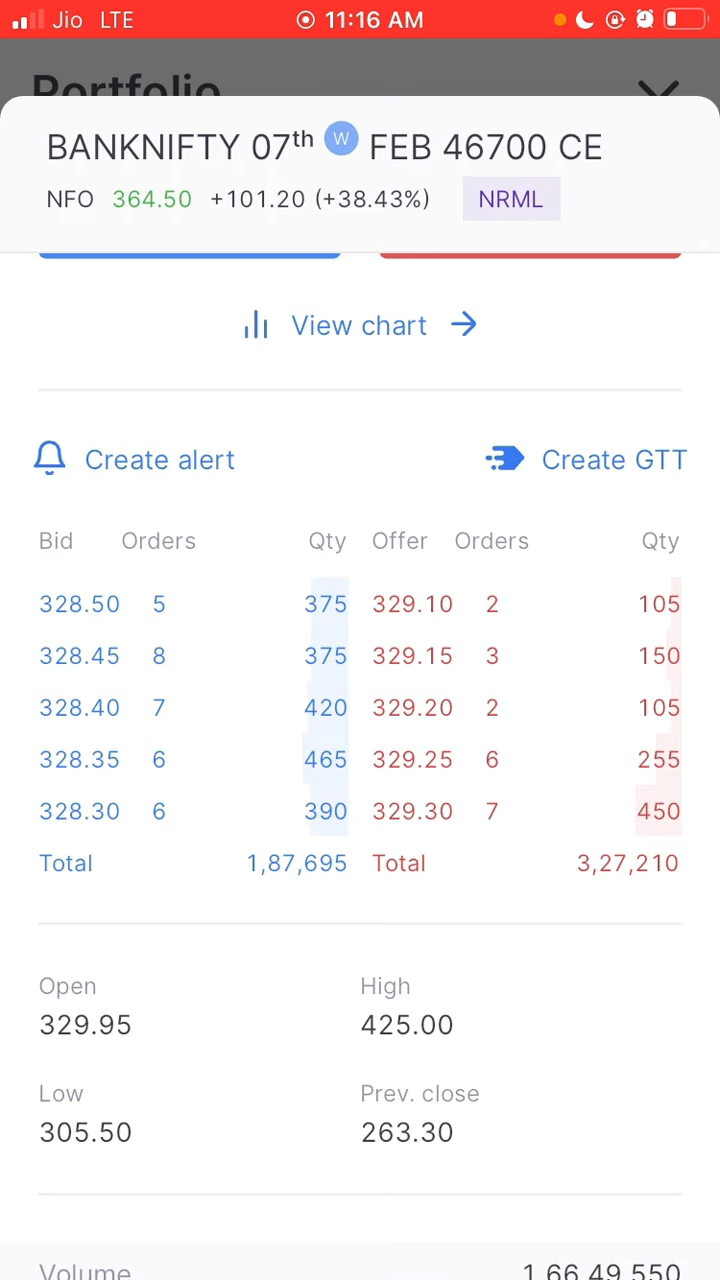 Jio LTE 11:16 AM
Portfolio
BANKNIFTY 07th W FEB 46700 CE
NFO 364.50 +101.20 (+38.43%) NRML
View chart
Create alert Create GTT
Bid Orders Qty Offer Orders Qty
328.50 5 375 329.10 2 105
328.45 8 375 329.15 3 150
328.40 7 420 329.20 2 105
328.35 6 465 329.25 6 255
328.30 6 390 329.30 7 450
Total 1,87,695 Total 3,27,210
Open High
329.95 425.00
Low Prev. close
305.50 263.30
Volume 1,66,49,550